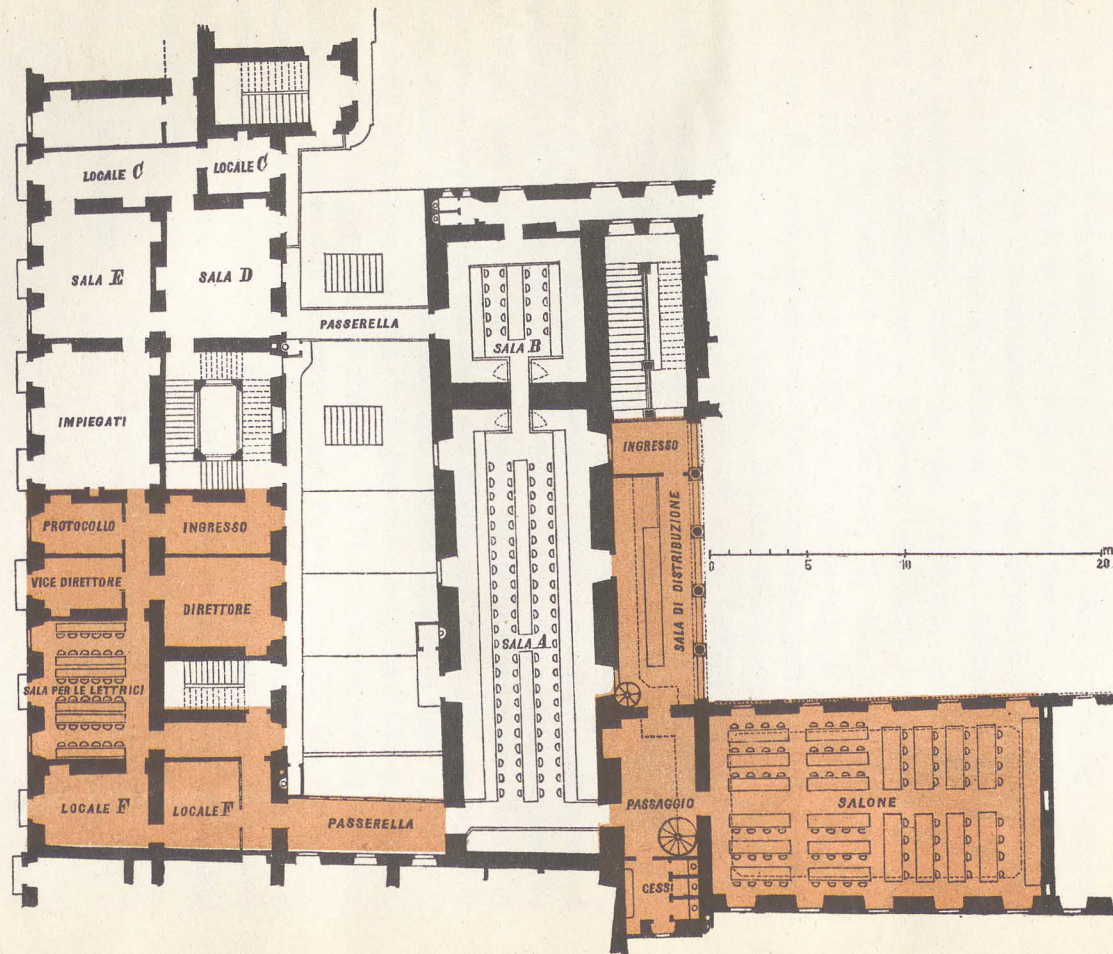 LOCALE C
LOCALE C
SALA E
SALA D
PASSERELLA
SALA B
IMPIEGATI
INGRESSO
PROTOCOLLO
INGRESSO
SALA DI DISTRIBUZIONE
0 5 10 20 m
VICE DIRETTORE
DIRETTORE
SALA A
SALA PER LE LETTRICI
LOCALE F
LOCALE F
PASSERELLA
PASSAGGIO
SALONE
CESSI